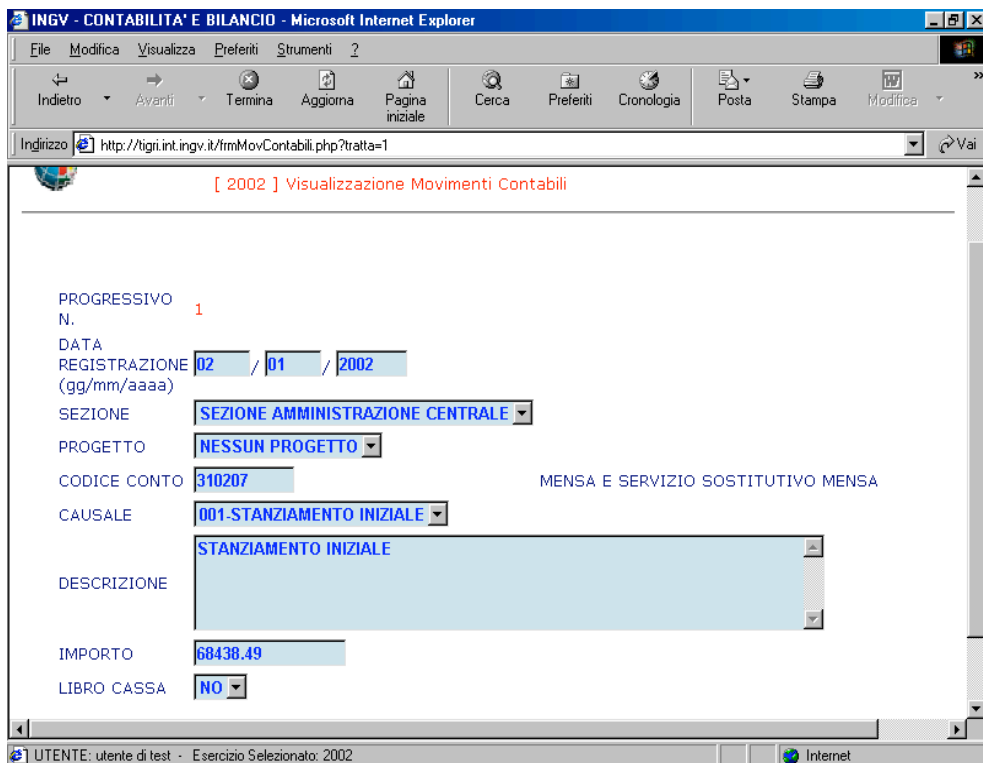 INGV - CONTABILITA' E BILANCIO - Microsoft Internet Explorer
File Modifica Visualizza Preferiti Strumenti ?
Indietro Avanti Termina Aggiorna Pagina iniziale Cerca Preferiti Cronologia Posta Stampa Modifica »
Indirizzo http://tigri.int.ingv.it/frmMovContabili.php?tratta=1 Vai
[ 2002 ] Visualizzazione Movimenti Contabili
PROGRESSIVO
N. 1
DATA
REGISTRAZIONE 02 / 01 / 2002
(gg/mm/aaaa)
SEZIONE SEZIONE AMMINISTRAZIONE CENTRALE
PROGETTO NESSUN PROGETTO
CODICE CONTO 310207 MENSA E SERVIZIO SOSTITUTIVO MENSA
CAUSALE 001-STANZIAMENTO INIZIALE
STANZIAMENTO INIZIALE
DESCRIZIONE
IMPORTO 68438.49
LIBRO CASSA NO
UTENTE: utente di test - Esercizio Selezionato: 2002 Internet